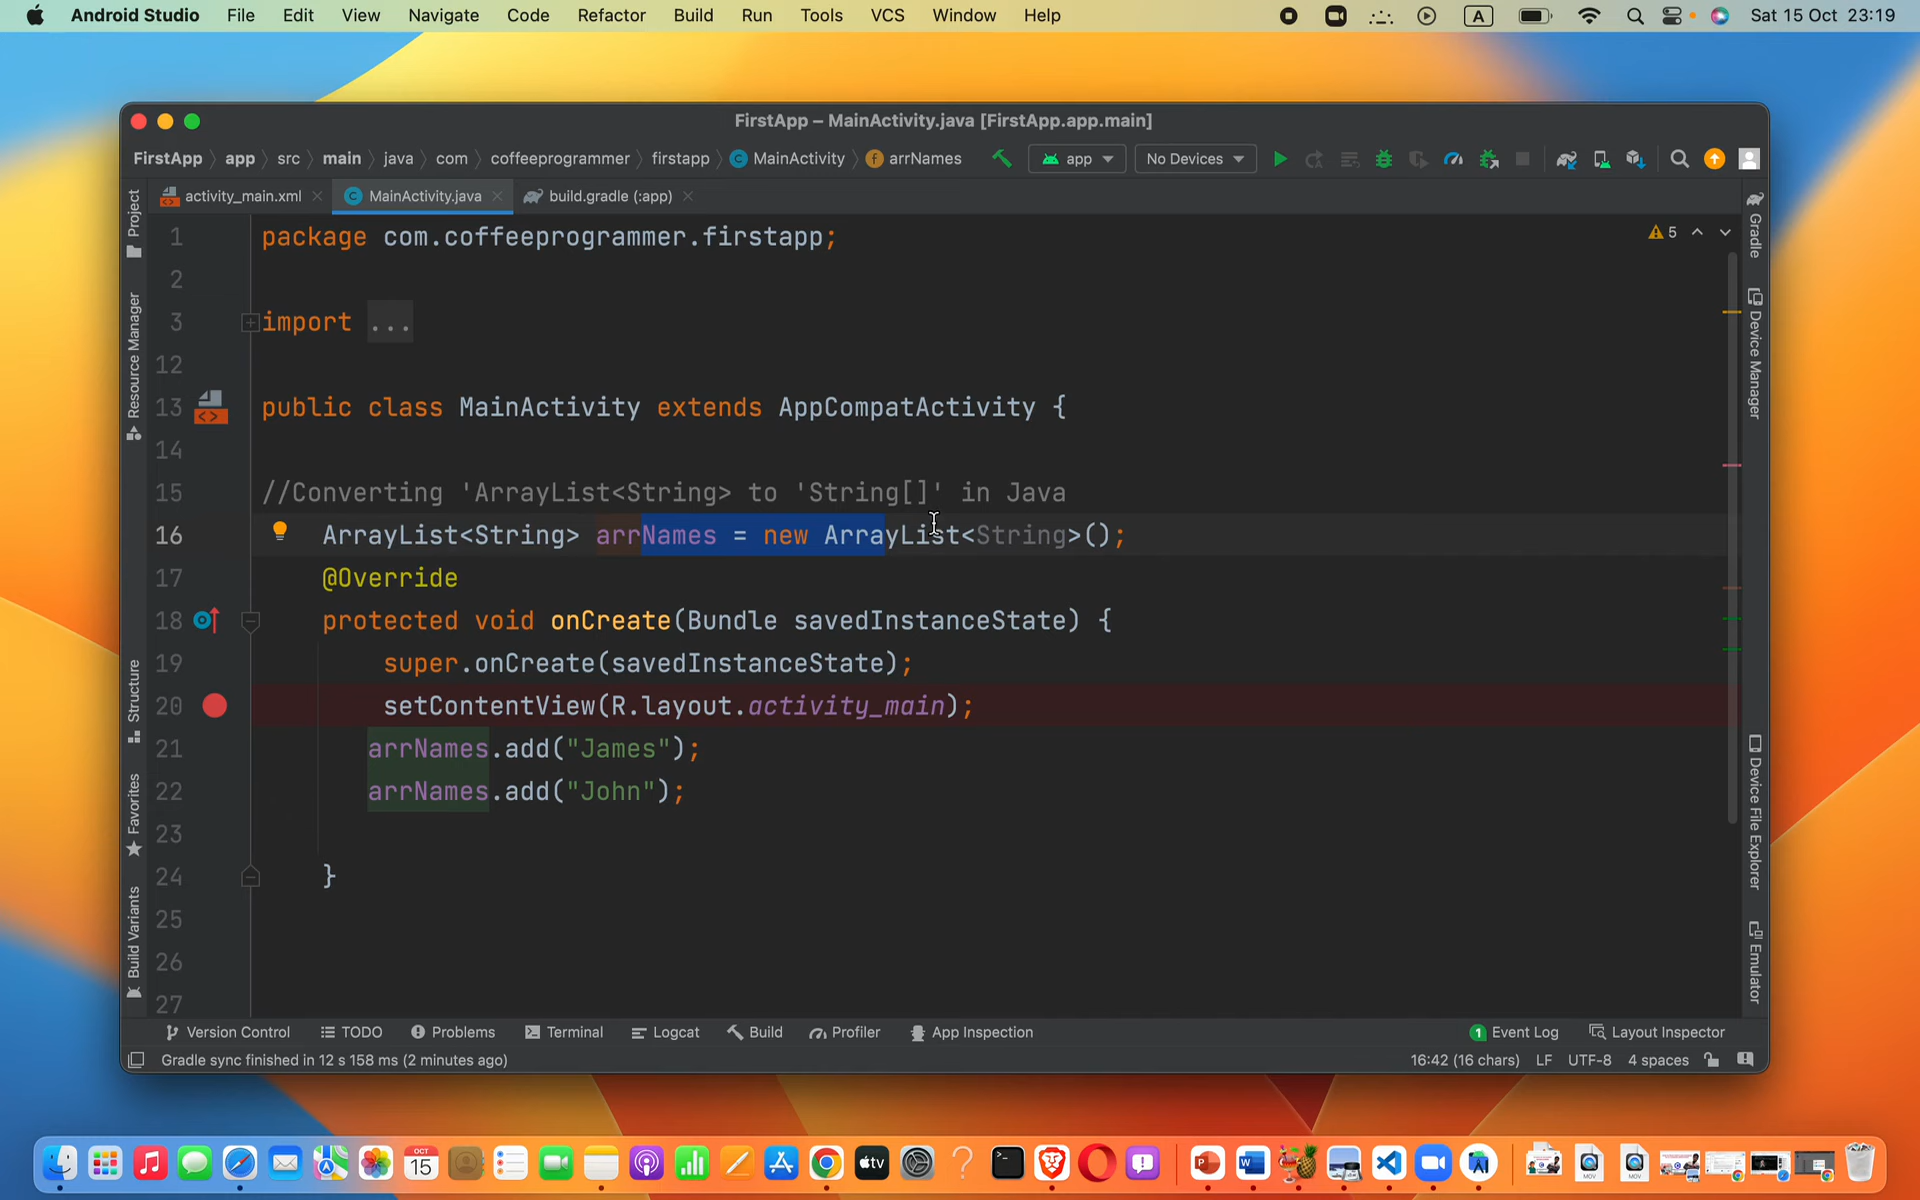 Android Studio File Edit View Navigate Code Refactor Build Run Tools VCS Window Help A Sat 15 Oct 23:19
FirstApp – MainActivity.java [FirstApp.app.main]
FirstApp app src main java com coffeeprogrammer firstapp MainActivity arrNames app No Devices
activity_main.xml MainActivity.java build.gradle (:app)
1 package com.coffeeprogrammer.firstapp;
5
2
3 import ...
12
13 public class MainActivity extends AppCompatActivity {
14
15 //Converting 'ArrayList<String> to 'String[]' in Java
16 ArrayList<String> arrNames = new ArrayList<String>();
17 @Override
18 protected void onCreate(Bundle savedInstanceState) {
19 super.onCreate(savedInstanceState);
20 setContentView(R.layout.activity_main);
21 arrNames.add("James");
22 arrNames.add("John");
23
24 }
25
26
27
Project
Resource Manager
Structure
Favorites
Build Variants
Gradle
Device Manager
Device File Explorer
Emulator
Version Control TODO Problems Terminal Logcat Build Profiler App Inspection 1 Event Log Layout Inspector
Gradle sync finished in 12 s 158 ms (2 minutes ago) 16:42 (16 chars) LF UTF-8 4 spaces
OCT
15
tv
P
W
MOV
MOV